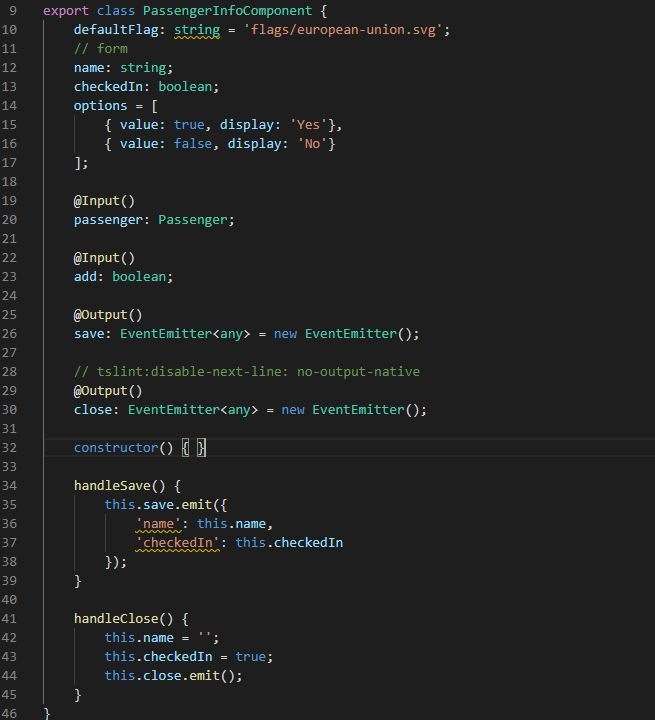 9 export class PassengerInfoComponent {
10 defaultFlag: string = 'flags/european-union.svg';
11 // form
12 name: string;
13 checkedIn: boolean;
14 options = [
15 { value: true, display: 'Yes'},
16 { value: false, display: 'No'}
17 ];
18
19 @Input()
20 passenger: Passenger;
21
22 @Input()
23 add: boolean;
24
25 @Output()
26 save: EventEmitter<any> = new EventEmitter();
27
28 // tslint:disable-next-line: no-output-native
29 @Output()
30 close: EventEmitter<any> = new EventEmitter();
31
32 constructor() { }
33
34 handleSave() {
35 this.save.emit({
36 'name': this.name,
37 'checkedIn': this.checkedIn
38 });
39 }
40
41 handleClose() {
42 this.name = '';
43 this.checkedIn = true;
44 this.close.emit();
45 }
46 }